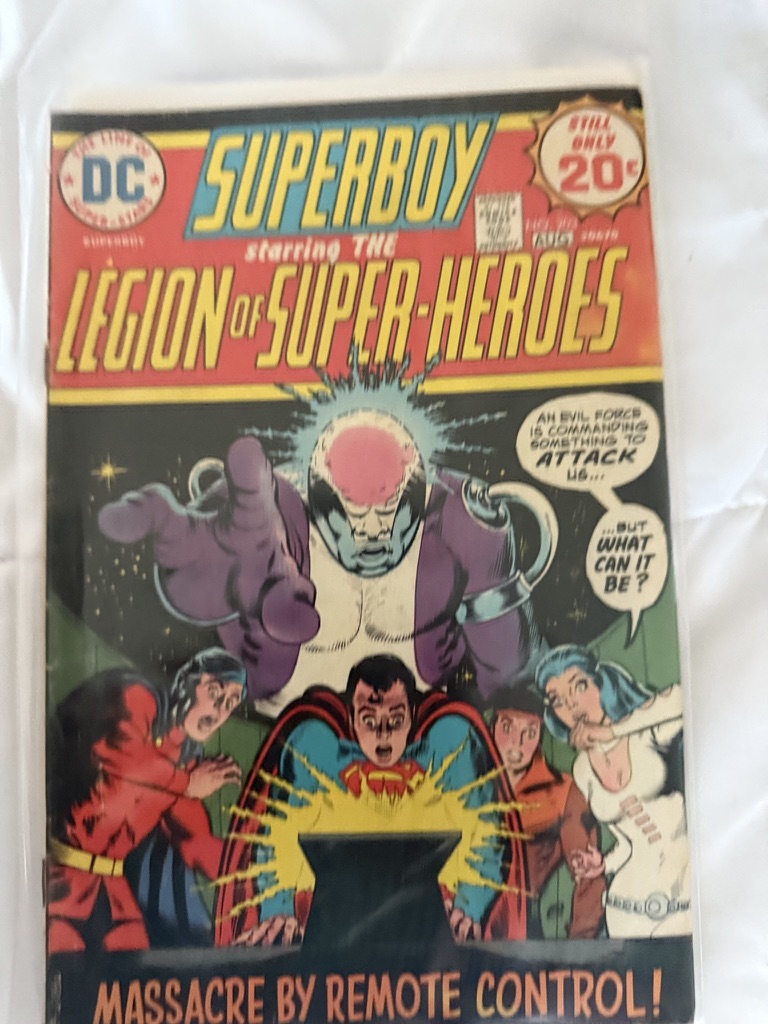 THE LINE OF
DC
SUPER-STARS
SUPERBOY
SUPERBOY
starring THE
LEGION OF SUPER-HEROES
STILL
ONLY
20¢
AUG
AN EVIL FORCE
IS COMMANDING
SOMETHING TO
ATTACK
US...
...BUT
WHAT
CAN IT
BE?
MASSACRE BY REMOTE CONTROL!